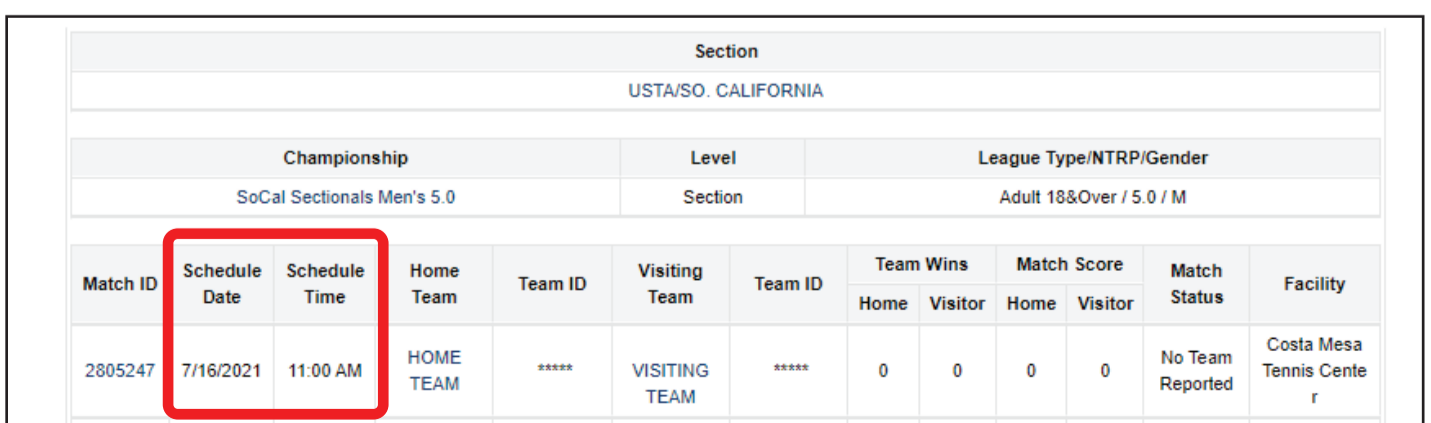 Section
USTA/SO. CALIFORNIA
Championship Level League Type/NTRP/Gender
SoCal Sectionals Men's 5.0 Section Adult 18&Over / 5.0 / M
Match ID Schedule Date Schedule Time Home Team Team ID Visiting Team Team ID Team Wins Match Score Match Status Facility
Home Visitor Home Visitor
2805247 7/16/2021 11:00 AM HOME TEAM ***** VISITING TEAM ***** 0 0 0 0 No Team Reported Costa Mesa Tennis Cente r